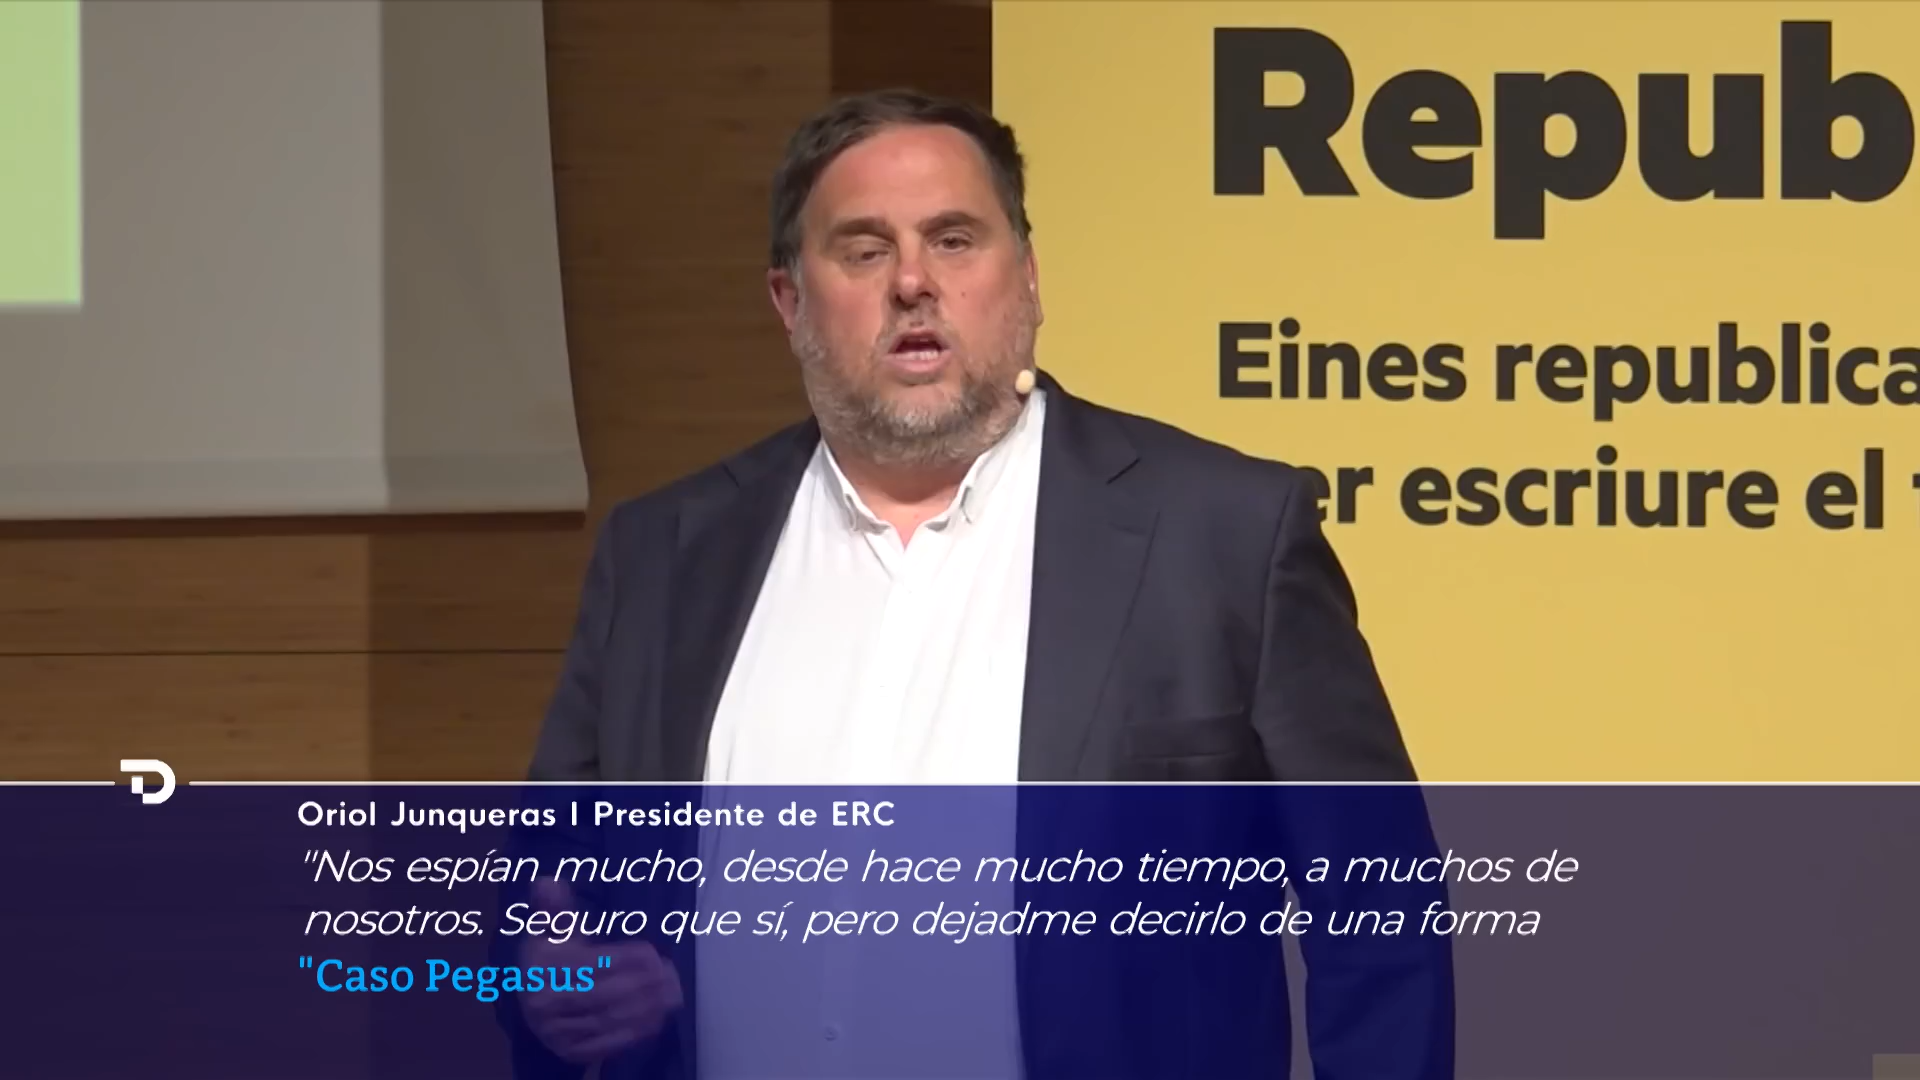 Repub
Eines republica
er escriure el
Oriol Junqueras | Presidente de ERC
"Nos espían mucho, desde hace mucho tiempo, a muchos de
nosotros. Seguro que sí, pero dejadme decirlo de una forma
"Caso Pegasus"